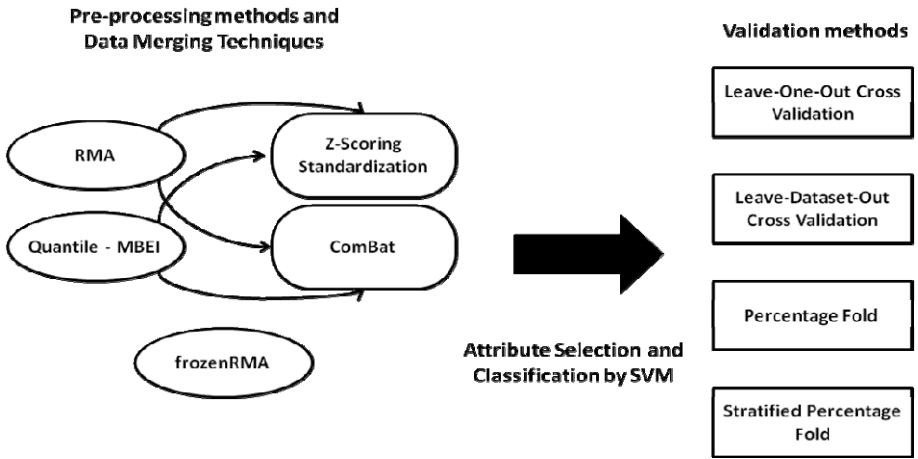 Pre-processing methods and
Data Merging Techniques
RMA
Quantile - MBEI
frozenRMA
Z-Scoring
Standardization
ComBat
Attribute Selection and
Classification by SVM
Validation methods
Leave-One-Out Cross
Validation
Leave-Dataset-Out
Cross Validation
Percentage Fold
Stratified Percentage
Fold